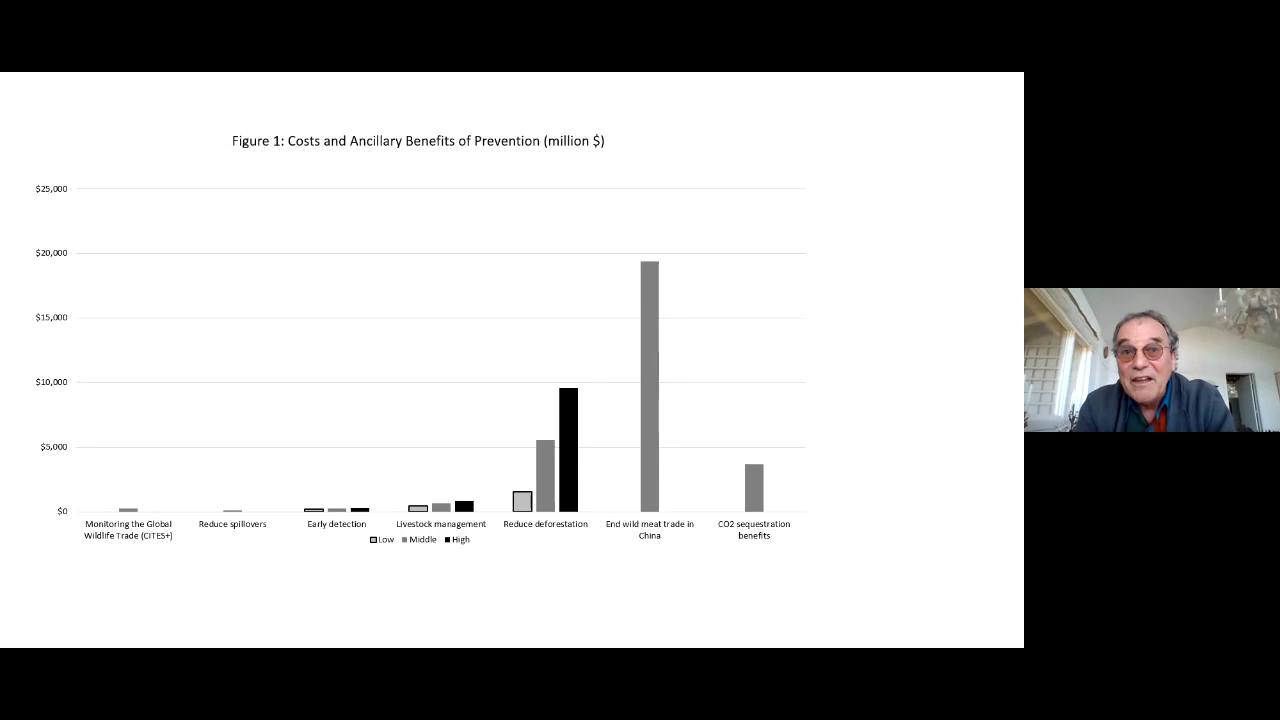 Figure 1: Costs and Ancillary Benefits of Prevention (million $)
$25,000
$20,000
$15,000
$10,000
$5,000
$0
Monitoring the Global
Wildlife Trade (CITES+)
Reduce spillovers
Early detection
Livestock management
Reduce deforestation
End wild meat trade in
China
CO2 sequestration
benefits
Low Middle High